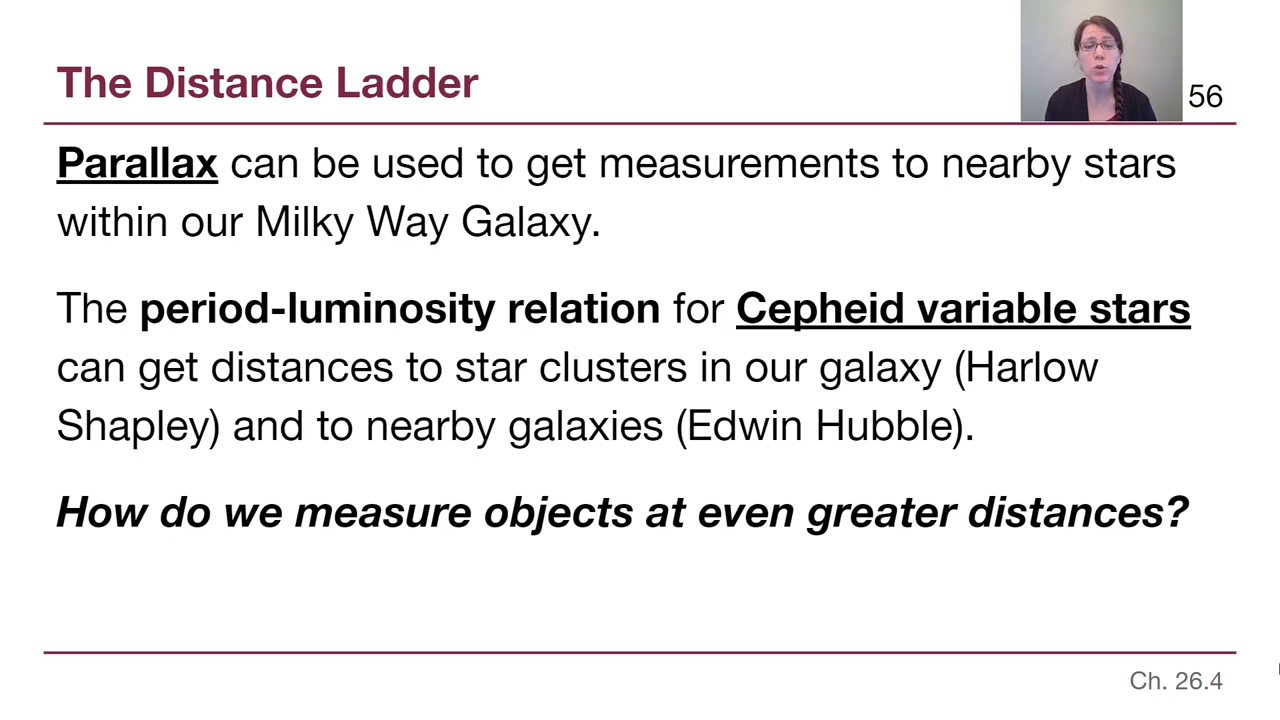 The Distance Ladder
56
Parallax can be used to get measurements to nearby stars
within our Milky Way Galaxy.
The period-luminosity relation for Cepheid variable stars
can get distances to star clusters in our galaxy (Harlow
Shapley) and to nearby galaxies (Edwin Hubble).
How do we measure objects at even greater distances?
Ch. 26.4